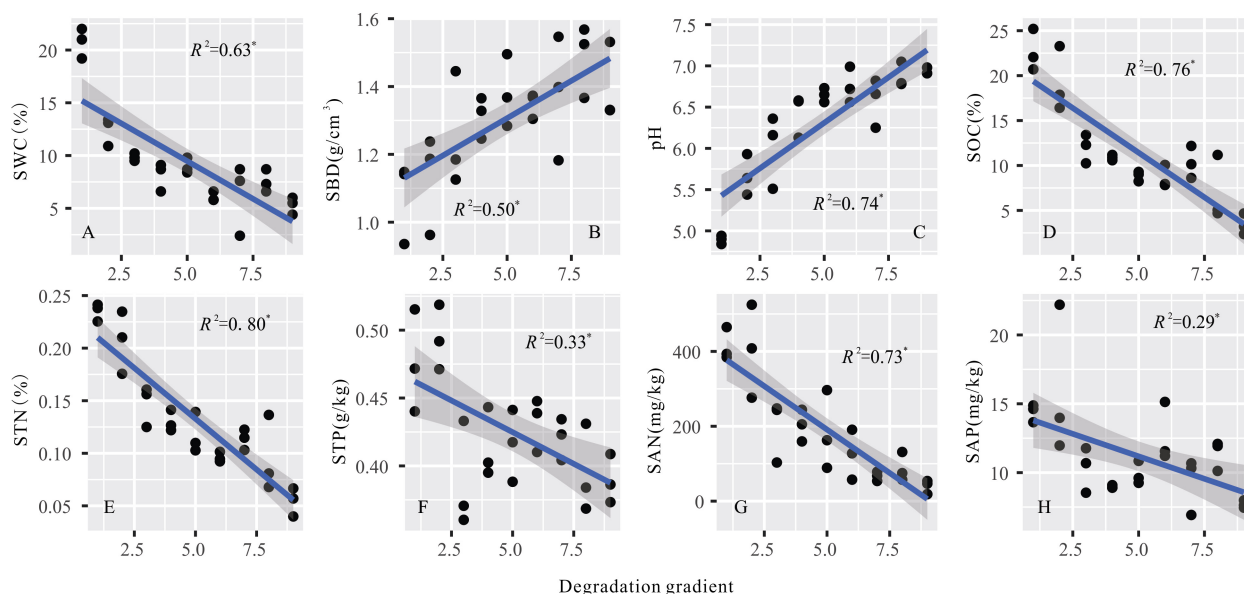 SWC (%)
20
15
10
5
R²=0.63*
A
2.5 5.0 7.5
SBD(g/cm³)
1.6
1.4
1.2
1.0
R²=0.50*
B
2.5 5.0 7.5
pH
7.5
7.0
6.5
6.0
5.5
5.0
R²=0. 74*
C
2.5 5.0 7.5
SOC(%)
25
20
15
10
5
R²=0. 76*
D
2.5 5.0 7.5
STN (%)
0.25
0.20
0.15
0.10
0.05
R²=0. 80*
E
2.5 5.0 7.5
STP(g/kg)
0.50
0.45
0.40
R²=0.33*
F
2.5 5.0 7.5
SAN(mg/kg)
400
200
0
R²=0.73*
G
2.5 5.0 7.5
SAP(mg/kg)
20
15
10
R²=0.29*
H
2.5 5.0 7.5
Degradation gradient